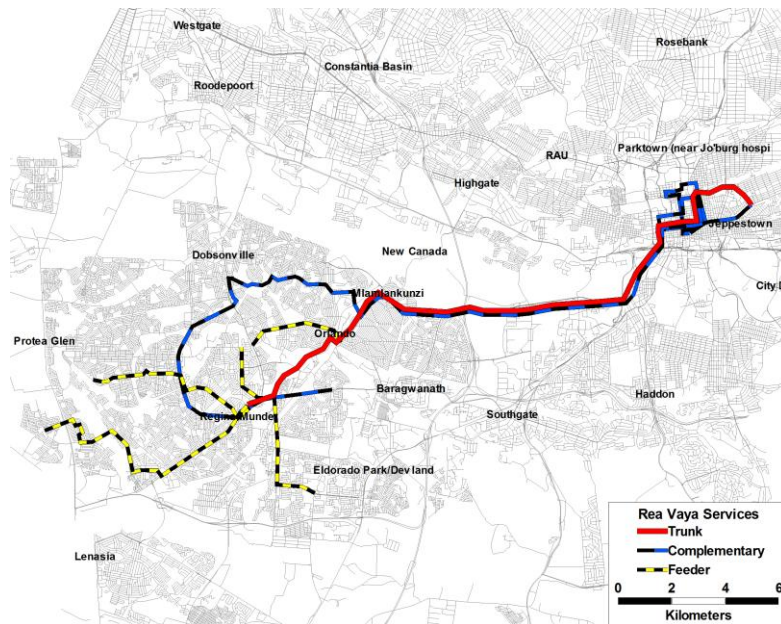 Westgate
Rosebank
Constantia Basin
Roodepoort
Parktown (near Jo'burg hospi
RAU
Highgate
Jeppestown
Dobsonville
New Canada
City D
Mlamlankunzi
Orlando
Protea Glen
Baragwanath
Haddon
Southgate
Regina Munde
Eldorado Park/Devland
Lenasia
Rea Vaya Services
Trunk
Complementary
Feeder
0 2 4 6
Kilometers